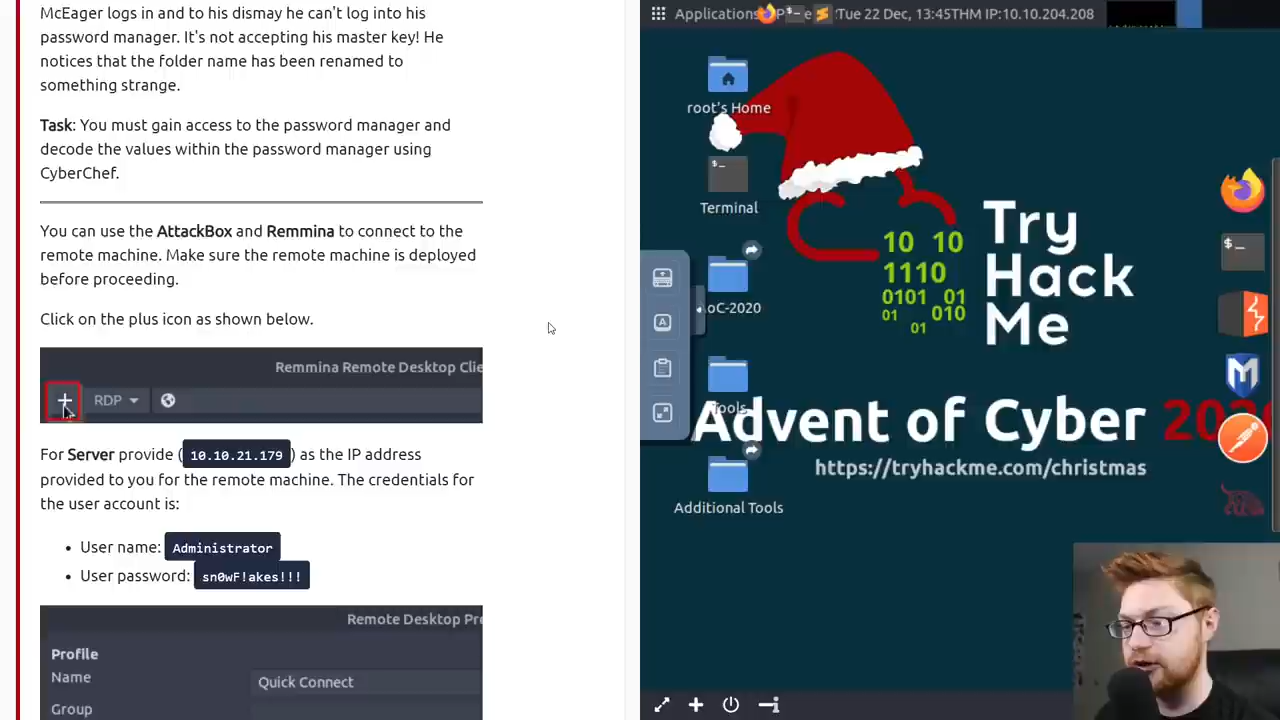 McEager logs in and to his dismay he can't log into his
password manager. It's not accepting his master key! He
notices that the folder name has been renamed to
something strange.
Task: You must gain access to the password manager and
decode the values within the password manager using
CyberChef.
You can use the AttackBox and Remmina to connect to the
remote machine. Make sure the remote machine is deployed
before proceeding.
Click on the plus icon as shown below.
Remmina Remote Desktop Clie
RDP
For Server provide ( 10.10.21.179 ) as the IP address
provided to you for the remote machine. The credentials for
the user account is:
• User name: Administrator
• User password: sn0wF!akes!!!
Remote Desktop Pre
Profile
Name
Quick Connect
Group
Applications
Tue 22 Dec, 13:45
THM IP:10.10.204.208
root's Home
Terminal
oC-2020
Tools
Additional Tools
10 10
1110
0101 01
01 010
01
Try
Hack
Me
Advent of Cyber 2020
https://tryhackme.com/christmas